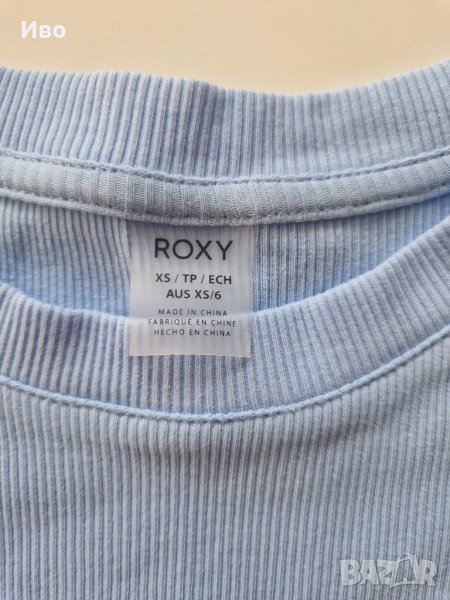 Иво
ROXY
XS / TP / ECH
AUS XS/6
MADE IN CHINA
FABRIQUÉ EN CHINE
HECHO EN CHINA
BAZAR